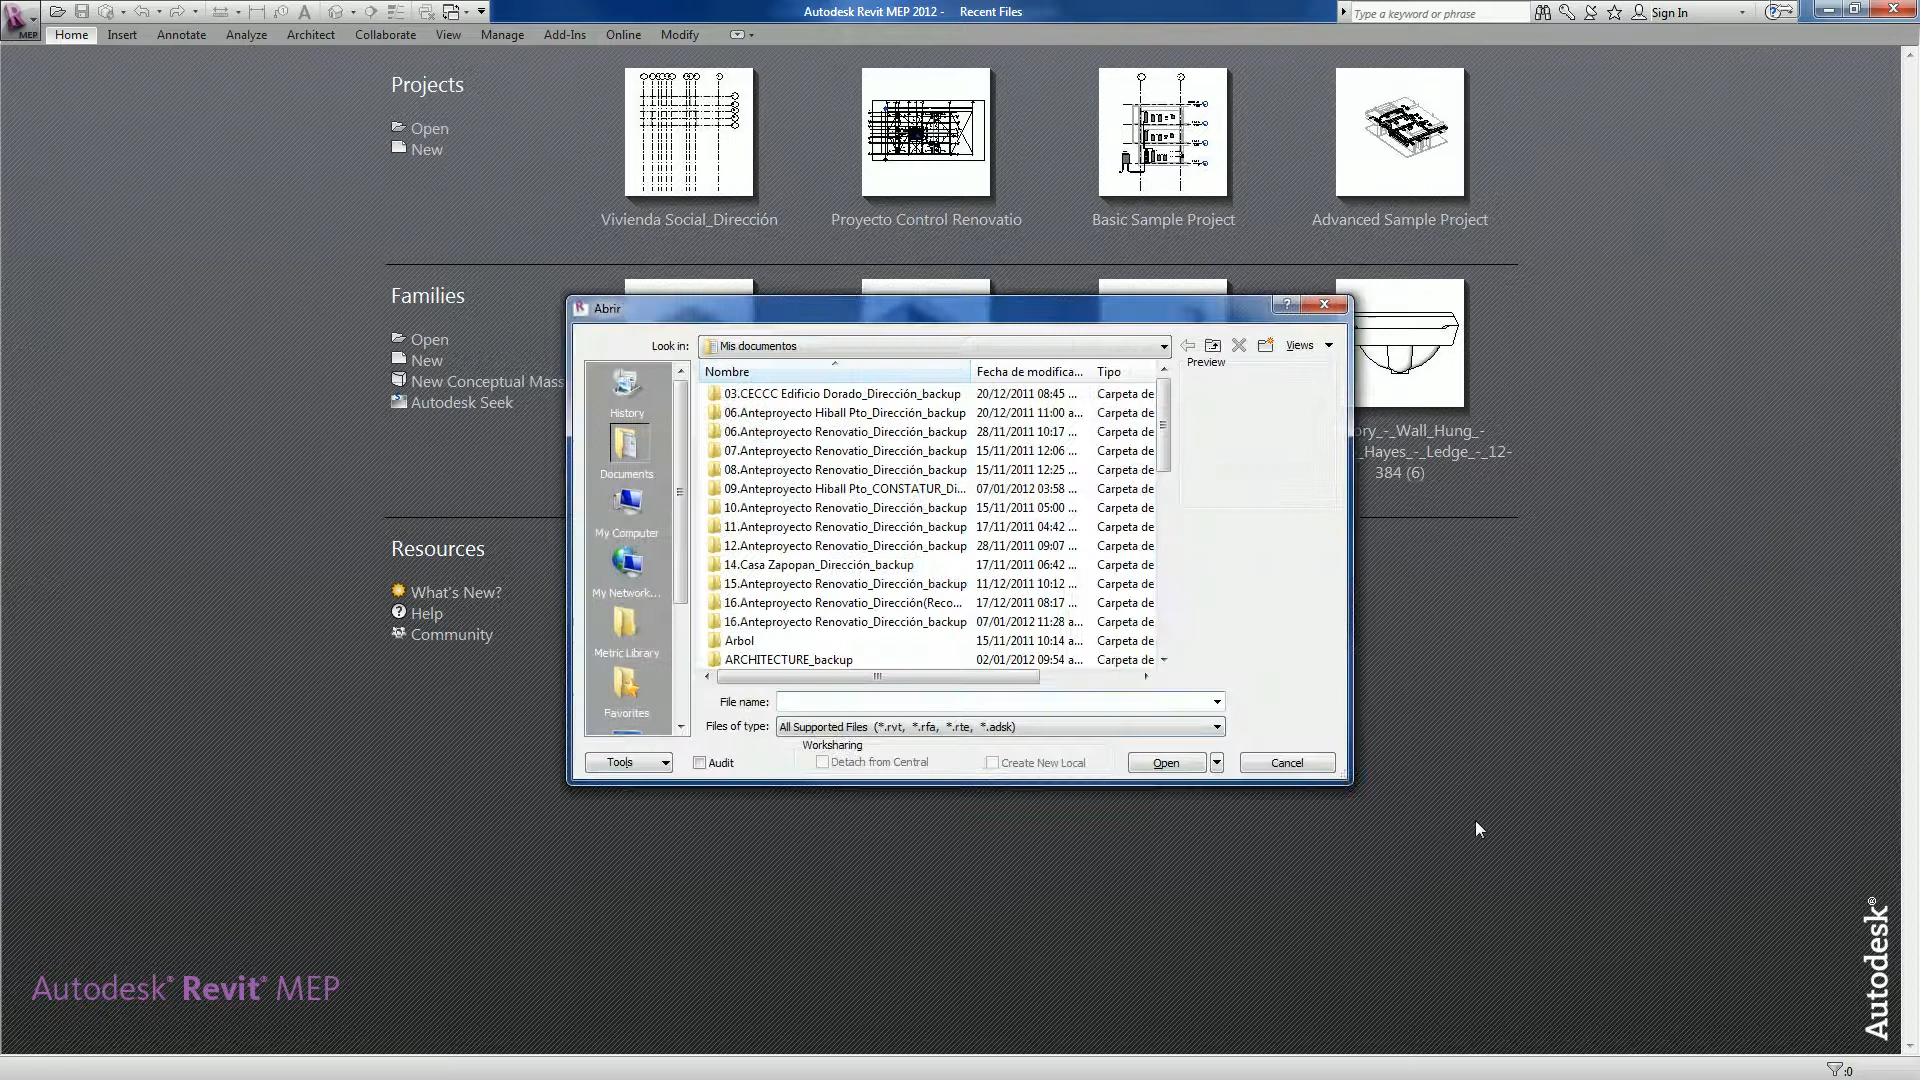 Autodesk Revit MEP 2012 - Recent Files
Type a keyword or phrase
Sign In
MEP
Home Insert Annotate Analyze Architect Collaborate View Manage Add-Ins Online Modify
Projects
Open
New
Vivienda Social_Dirección
Proyecto Control Renovatio
Basic Sample Project
Advanced Sample Project
Families
Open
New
New Conceptual Mass
Autodesk Seek
ory_-_Wall_Hung_-
_Hayes_-_Ledge_-_12-
384 (6)
Resources
What's New?
Help
Community
Abrir
Look in: Mis documentos
Views
Preview
History
Documents
My Computer
My Network...
Metric Library
Favorites
Nombre Fecha de modifica... Tipo
03.CECCC Edificio Dorado_Dirección_backup 20/12/2011 08:45 ... Carpeta de
06.Anteproyecto Hiball Pto_Dirección_backup 20/12/2011 11:00 a... Carpeta de
06.Anteproyecto Renovatio_Dirección_backup 28/11/2011 10:17 ... Carpeta de
07.Anteproyecto Renovatio_Dirección_backup 15/11/2011 12:06 ... Carpeta de
08.Anteproyecto Renovatio_Dirección_backup 15/11/2011 12:25 ... Carpeta de
09.Anteproyecto Hiball Pto_CONSTATUR_Di... 07/01/2012 03:58 ... Carpeta de
10.Anteproyecto Renovatio_Dirección_backup 15/11/2011 05:00 ... Carpeta de
11.Anteproyecto Renovatio_Dirección_backup 17/11/2011 04:42 ... Carpeta de
12.Anteproyecto Renovatio_Dirección_backup 28/11/2011 09:07 ... Carpeta de
14.Casa Zapopan_Dirección_backup 17/11/2011 06:42 ... Carpeta de
15.Anteproyecto Renovatio_Dirección_backup 11/12/2011 10:12 ... Carpeta de
16.Anteproyecto Renovatio_Dirección(Reco... 17/12/2011 08:17 ... Carpeta de
16.Anteproyecto Renovatio_Dirección_backup 07/01/2012 11:28 a... Carpeta de
Arbol 15/11/2011 10:14 a... Carpeta de
ARCHITECTURE_backup 02/01/2012 09:54 a... Carpeta de
File name:
Files of type: All Supported Files (*.rvt, *.rfa, *.rte, *.adsk)
Worksharing
Tools
Audit
Detach from Central
Create New Local
Open
Cancel
Autodesk® Revit® MEP
Autodesk®
:0